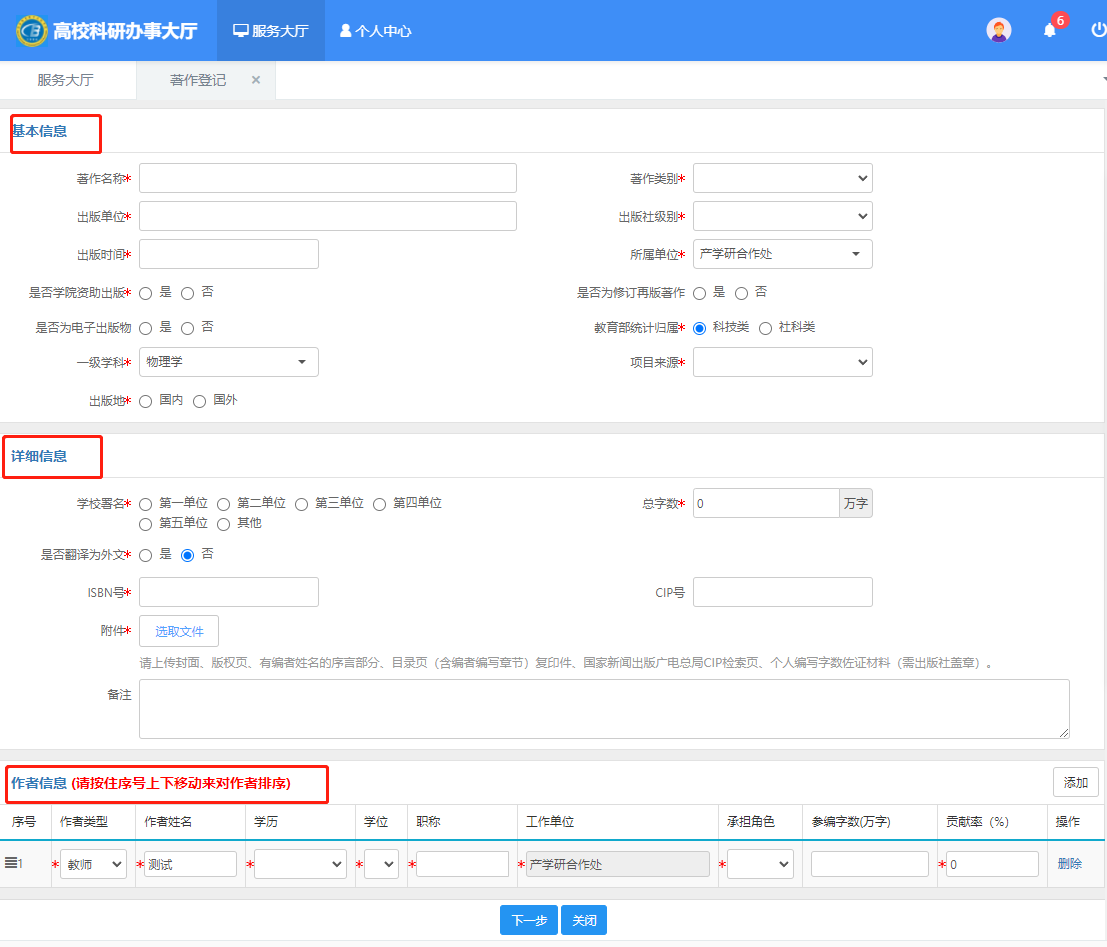 高校科研办事大厅 服务大厅 个人中心 6
服务大厅 著作登记 ×
基本信息
著作名称* 著作类别*
出版单位* 出版社级别*
出版时间* 所属单位* 产学研合作处
是否学院资助出版* 是 否 是否为修订再版著作 是 否
是否为电子出版物 是 否 教育部统计归属* 科技类 社科类
一级学科* 物理学 项目来源*
出版地* 国内 国外
详细信息
学校署名* 第一单位 第二单位 第三单位 第四单位 总字数* 0 万字
第五单位 其他
是否翻译为外文* 是 否
ISBN号* CIP号
附件* 选取文件
请上传封面、版权页、有编者姓名的序言部分、目录页（含编者编写章节）复印件、国家新闻出版广电总局CIP检索页、个人编写字数佐证材料（需出版社盖章）。
备注
作者信息 (请按住序号上下移动来对作者排序) 添加
序号 作者类型 作者姓名 学历 学位 职称 工作单位 承担角色 参编字数(万字) 贡献率（%） 操作
1 * 教师 * 测试 * * * * 产学研合作处 * * 0 删除
下一步 关闭